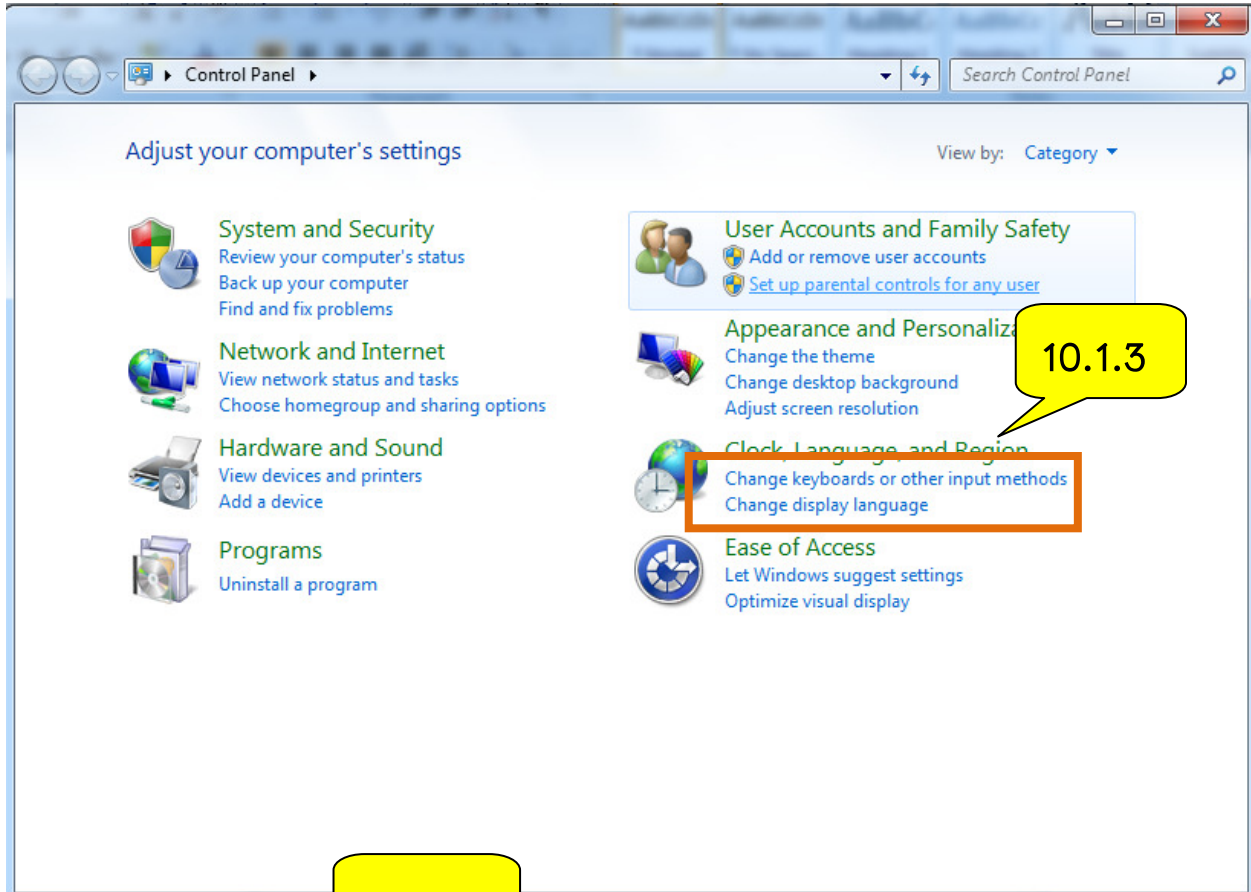 Control Panel
Search Control Panel
Adjust your computer's settings
View by: Category
System and Security
Review your computer's status
Back up your computer
Find and fix problems
Network and Internet
View network status and tasks
Choose homegroup and sharing options
Hardware and Sound
View devices and printers
Add a device
Programs
Uninstall a program
User Accounts and Family Safety
Add or remove user accounts
Set up parental controls for any user
Appearance and
Change the theme
Change desktop background
Adjust screen resolution
10.1.3
Clock, Language, and Region
Change keyboards or other input methods
Change display language
Ease of Access
Let Windows suggest settings
Optimize visual display